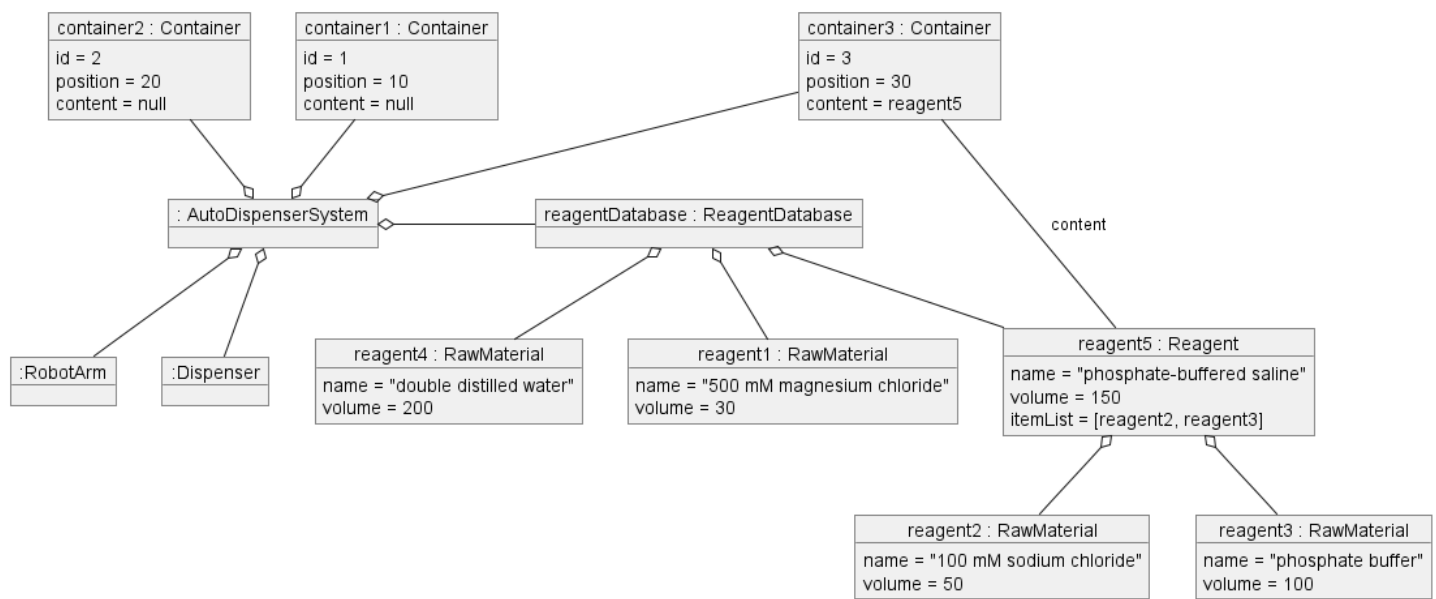 container2 : Container
id = 2
position = 20
content = null
container1 : Container
id = 1
position = 10
content = null
container3 : Container
id = 3
position = 30
content = reagent5
: AutoDispenserSystem
reagentDatabase : ReagentDatabase
content
:RobotArm
:Dispenser
reagent4 : RawMaterial
name = "double distilled water"
volume = 200
reagent1 : RawMaterial
name = "500 mM magnesium chloride"
volume = 30
reagent5 : Reagent
name = "phosphate-buffered saline"
volume = 150
itemList = [reagent2, reagent3]
reagent2 : RawMaterial
name = "100 mM sodium chloride"
volume = 50
reagent3 : RawMaterial
name = "phosphate buffer"
volume = 100